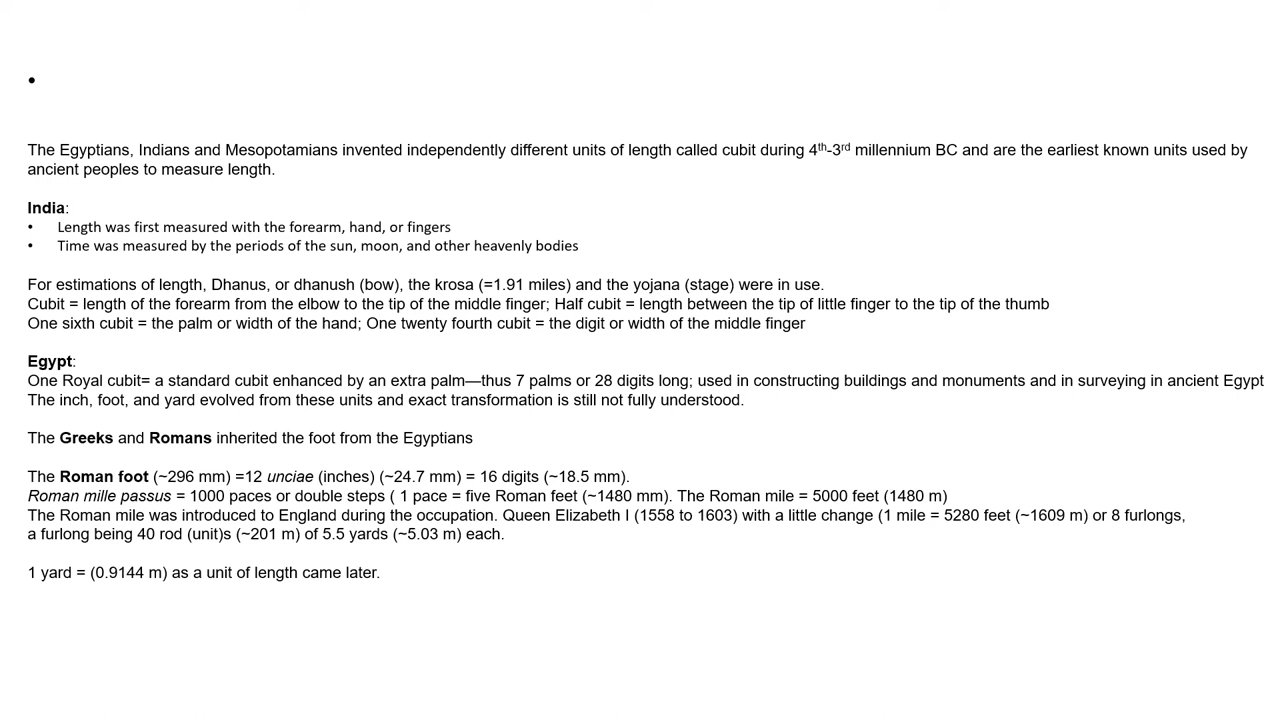 •
The Egyptians, Indians and Mesopotamians invented independently different units of length called cubit during 4th-3rd millennium BC and are the earliest known units used by
ancient peoples to measure length.
India:
• Length was first measured with the forearm, hand, or fingers
• Time was measured by the periods of the sun, moon, and other heavenly bodies
For estimations of length, Dhanus, or dhanush (bow), the krosa (=1.91 miles) and the yojana (stage) were in use.
Cubit = length of the forearm from the elbow to the tip of the middle finger; Half cubit = length between the tip of little finger to the tip of the thumb
One sixth cubit = the palm or width of the hand; One twenty fourth cubit = the digit or width of the middle finger
Egypt:
One Royal cubit= a standard cubit enhanced by an extra palm—thus 7 palms or 28 digits long; used in constructing buildings and monuments and in surveying in ancient Egypt
The inch, foot, and yard evolved from these units and exact transformation is still not fully understood.
The Greeks and Romans inherited the foot from the Egyptians
The Roman foot (~296 mm) =12 unciae (inches) (~24.7 mm) = 16 digits (~18.5 mm).
Roman mille passus = 1000 paces or double steps ( 1 pace = five Roman feet (~1480 mm). The Roman mile = 5000 feet (1480 m)
The Roman mile was introduced to England during the occupation. Queen Elizabeth I (1558 to 1603) with a little change (1 mile = 5280 feet (~1609 m) or 8 furlongs,
a furlong being 40 rod (unit)s (~201 m) of 5.5 yards (~5.03 m) each.
1 yard = (0.9144 m) as a unit of length came later.